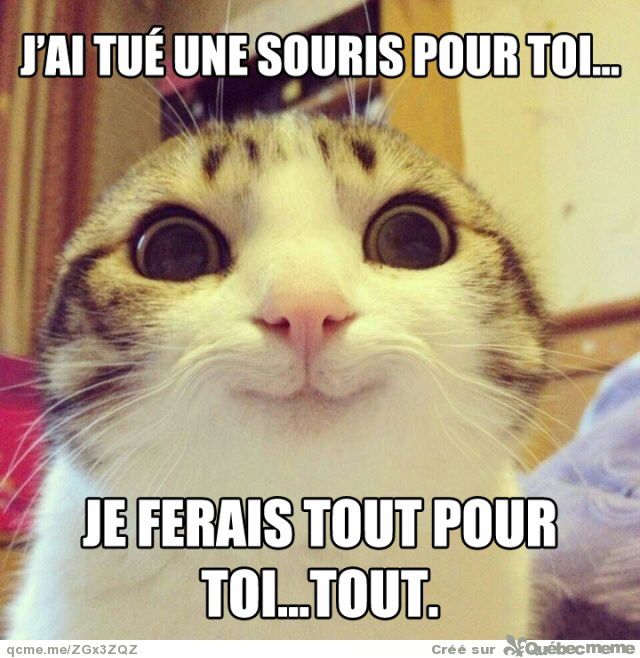 J'AI TUÉ UNE SOURIS POUR TOI...
JE FERAIS TOUT POUR
TOI...TOUT.
qcme.me/ZGx3ZQZ
Créé sur Québecmeme